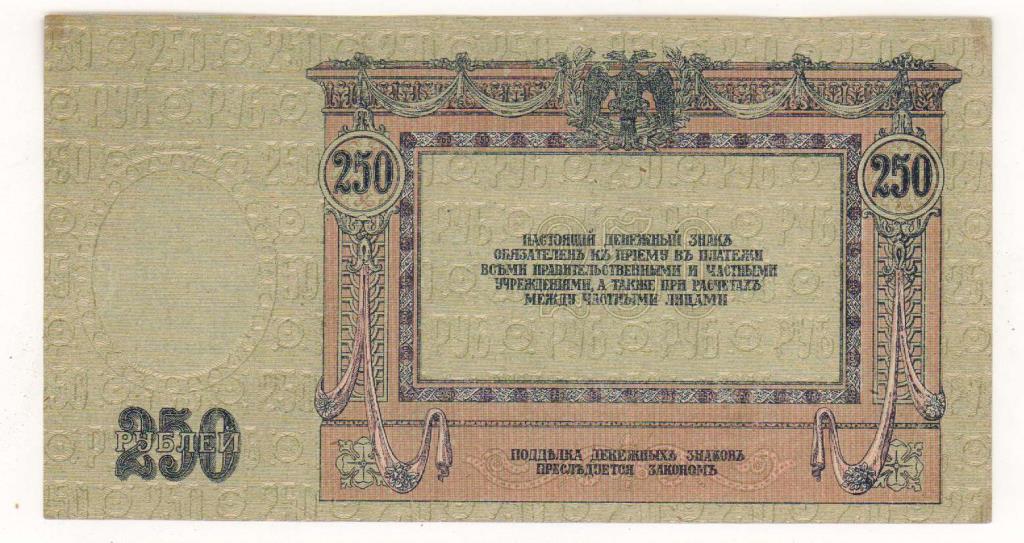 250
250
НАСТОЯЩІЙ ДЕНЕЖНЫЙ ЗНАКЪ
ОБЯЗАТЕЛЕНЪ КЪ ПРІЕМУ ВЪ ПЛАТЕЖИ
ВСѢМИ ПРАВИТЕЛЬСТВЕННЫМИ И ЧАСТНЫМИ
УЧРЕЖДЕНІЯМИ, А ТАКЖЕ ПРИ РАСЧЕТАХЪ
МЕЖДУ ЧАСТНЫМИ ЛИЦАМИ
250
РУБЛЕЙ
ПОДДѢЛКА ДЕНЕЖНЫХЪ ЗНАКОВЪ
ПРЕСЛѢДУЕТСЯ ЗАКОНОМЪ